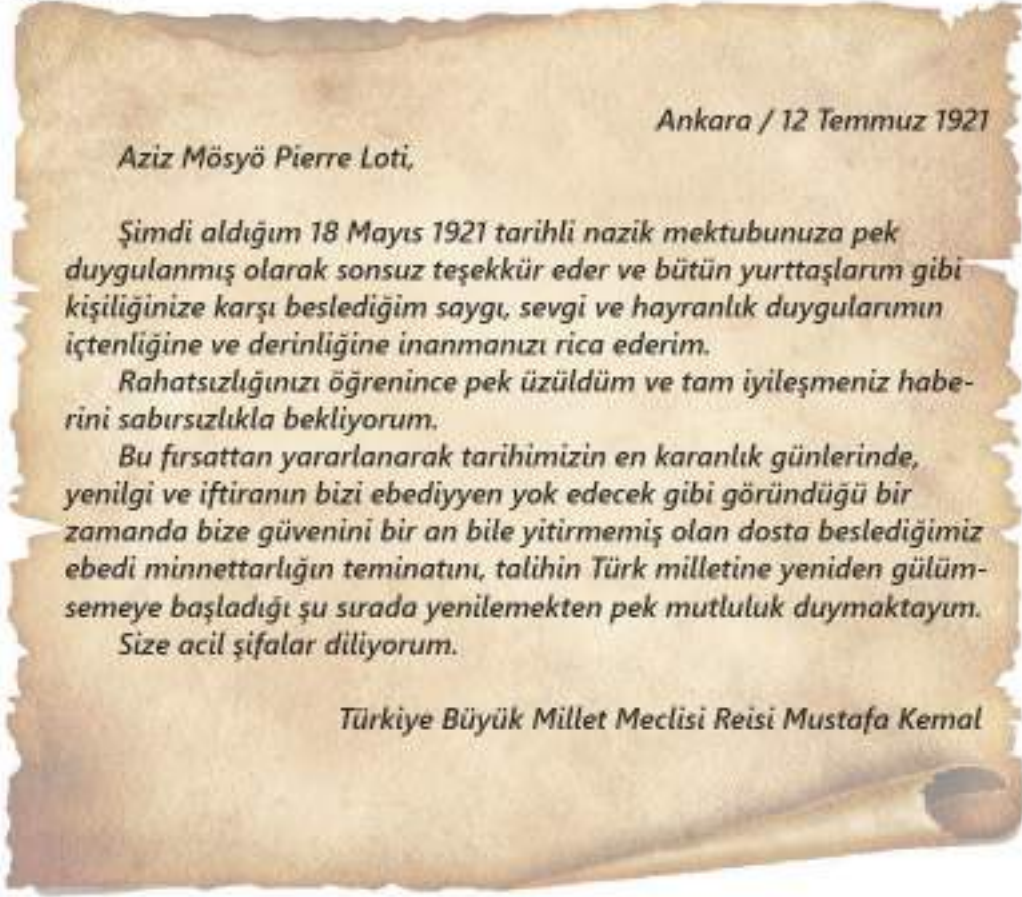 Ankara / 12 Temmuz 1921
Aziz Mösyö Pierre Loti,
Şimdi aldığım 18 Mayıs 1921 tarihli nazik mektubunuza pek
duygulanmış olarak sonsuz teşekkür eder ve bütün yurttaşlarım gibi
kişiliğinize karşı beslediğim saygı, sevgi ve hayranlık duygularımın
içtenliğine ve derinliğine inanmanızı rica ederim.
Rahatsızlığınızı öğrenince pek üzüldüm ve tam iyileşmeniz habe-
rini sabırsızlıkla bekliyorum.
Bu fırsattan yararlanarak tarihimizin en karanlık günlerinde,
yenilgi ve iftiranın bizi ebediyyen yok edecek gibi göründüğü bir
zamanda bize güvenini bir an bile yitirmemiş olan dosta beslediğimiz
ebedi minnettarlığın teminatını, talihin Türk milletine yeniden gülüm-
semeye başladığı şu sırada yenilemekten pek mutluluk duymaktayım.
Size acil şifalar diliyorum.
Türkiye Büyük Millet Meclisi Reisi Mustafa Kemal